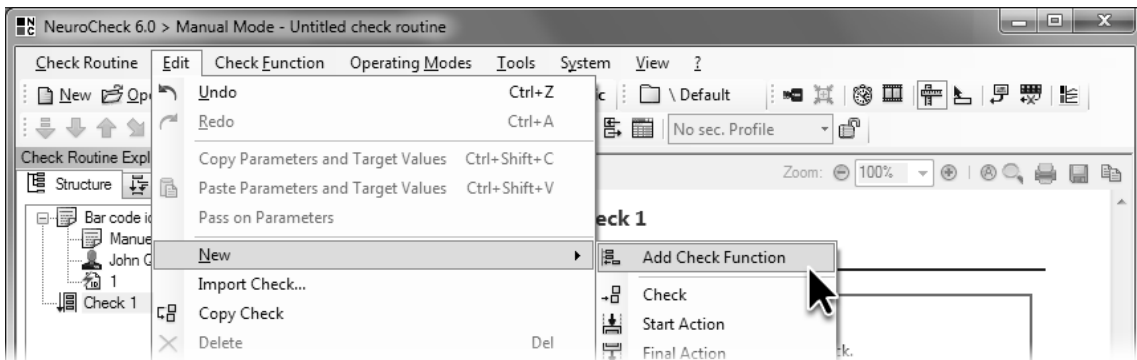 NeuroCheck 6.0 > Manual Mode - Untitled check routine
Check Routine Edit Check Function Operating Modes Tools System View ?
New Ope Undo Ctrl+Z c \ Default
Redo Ctrl+A No sec. Profile
Check Routine Expl Copy Parameters and Target Values Ctrl+Shift+C Zoom: 100%
Structure Paste Parameters and Target Values Ctrl+Shift+V
Bar code id Pass on Parameters eck 1
Manue
John G New Add Check Function
1 Import Check...
Check 1 Copy Check Check
Start Action
Delete Del Final Action ck.